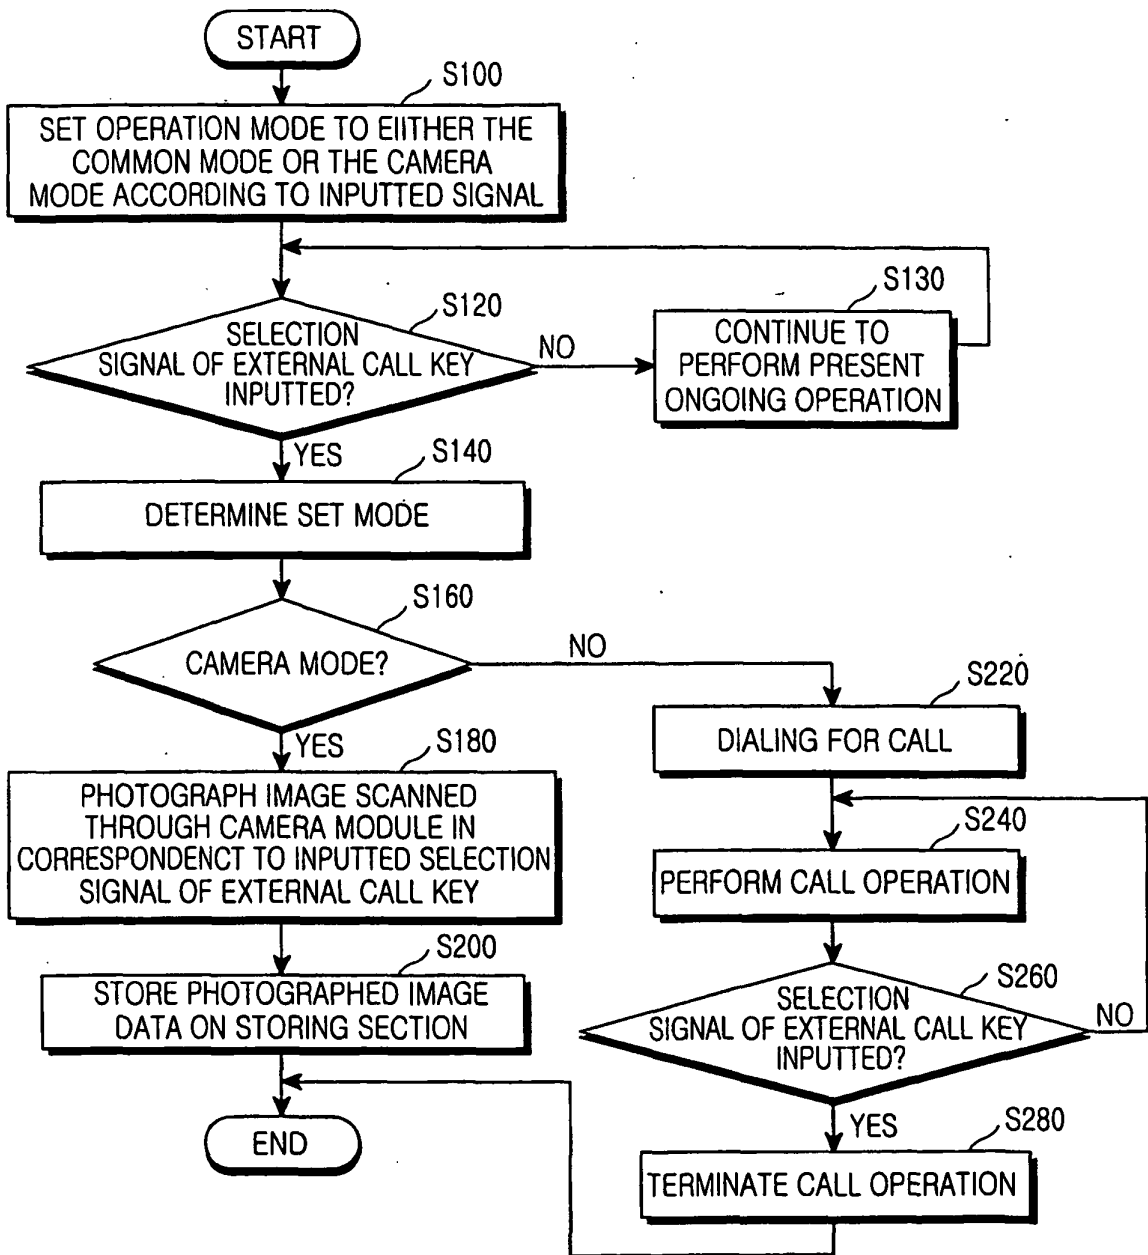 START
S100
SET OPERATION MODE TO EIITHER THE
COMMON MODE OR THE CAMERA
MODE ACCORDING TO INPUTTED SIGNAL
S120
SELECTION
SIGNAL OF EXTERNAL CALL KEY
INPUTTED?
NO
S130
CONTINUE TO
PERFORM PRESENT
ONGOING OPERATION
YES
S140
DETERMINE SET MODE
S160
CAMERA MODE?
NO
YES
S180
PHOTOGRAPH IMAGE SCANNED
THROUGH CAMERA MODULE IN
CORRESPONDENCT TO INPUTTED SELECTION
SIGNAL OF EXTERNAL CALL KEY
S200
STORE PHOTOGRAPHED IMAGE
DATA ON STORING SECTION
END
S220
DIALING FOR CALL
S240
PERFORM CALL OPERATION
S260
SELECTION
SIGNAL OF EXTERNAL CALL KEY
INPUTTED?
NO
YES
S280
TERMINATE CALL OPERATION